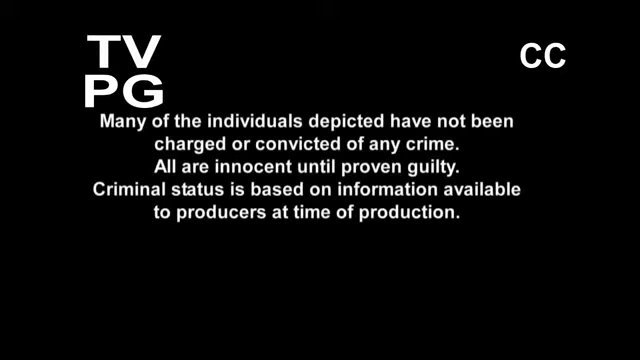 TV
PG
CC
Many of the individuals depicted have not been
charged or convicted of any crime.
All are innocent until proven guilty.
Criminal status is based on information available
to producers at time of production.